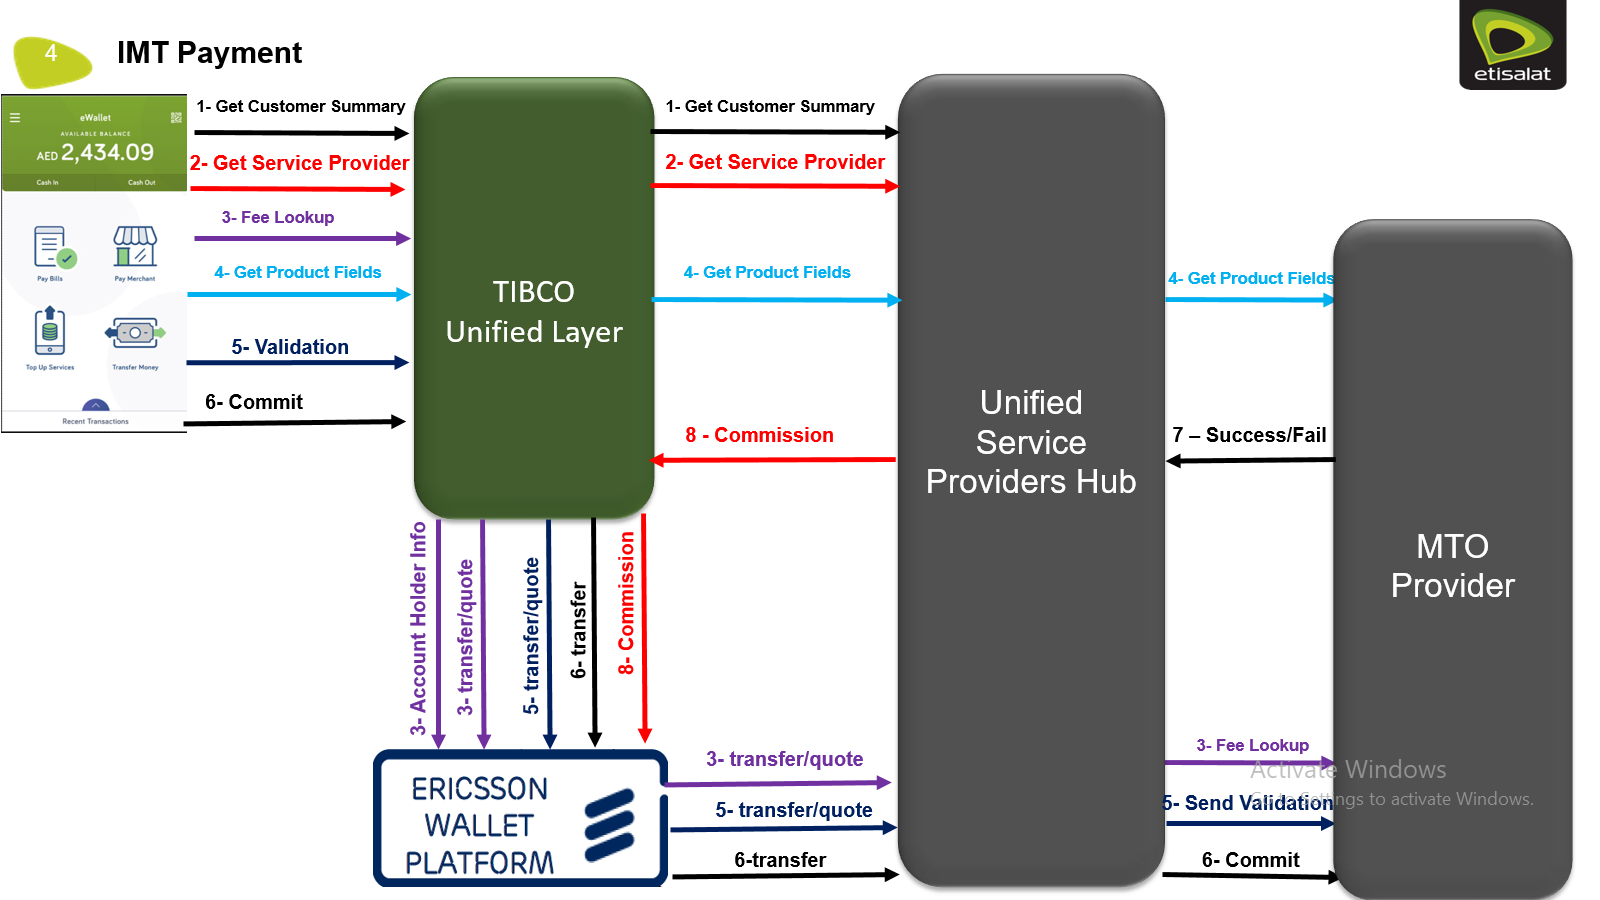 4
IMT Payment
etisalat
eWallet
AVAILABLE BALANCE
AED 2,434.09
Cash In
Cash Out
Pay Bills
Pay Merchant
Top Up Services
Transfer Money
Recent Transactions
1- Get Customer Summary
2- Get Service Provider
3- Fee Lookup
4- Get Product Fields
5- Validation
6- Commit
TIBCO
Unified Layer
1- Get Customer Summary
2- Get Service Provider
4- Get Product Fields
8 - Commission
Unified
Service
Providers Hub
4- Get Product Fields
7 – Success/Fail
MTO
Provider
3- Account Holder Info
3- transfer/quote
5- transfer/quote
6- transfer
8- Commission
ERICSSON
WALLET
PLATFORM
3- transfer/quote
5- transfer/quote
6-transfer
3- Fee Lookup
5- Send Validation
6- Commit
Activate Windows
Go to Settings to activate Windows.